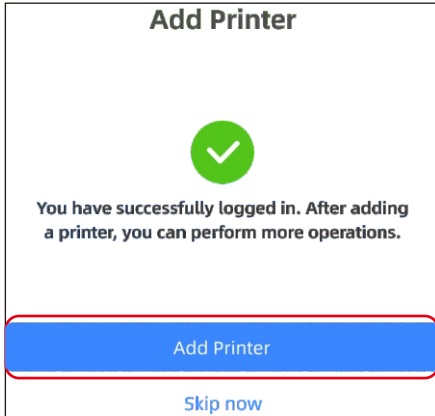 Add Printer
You have successfully logged in. After adding
a printer, you can perform more operations.
Add Printer
Skip now